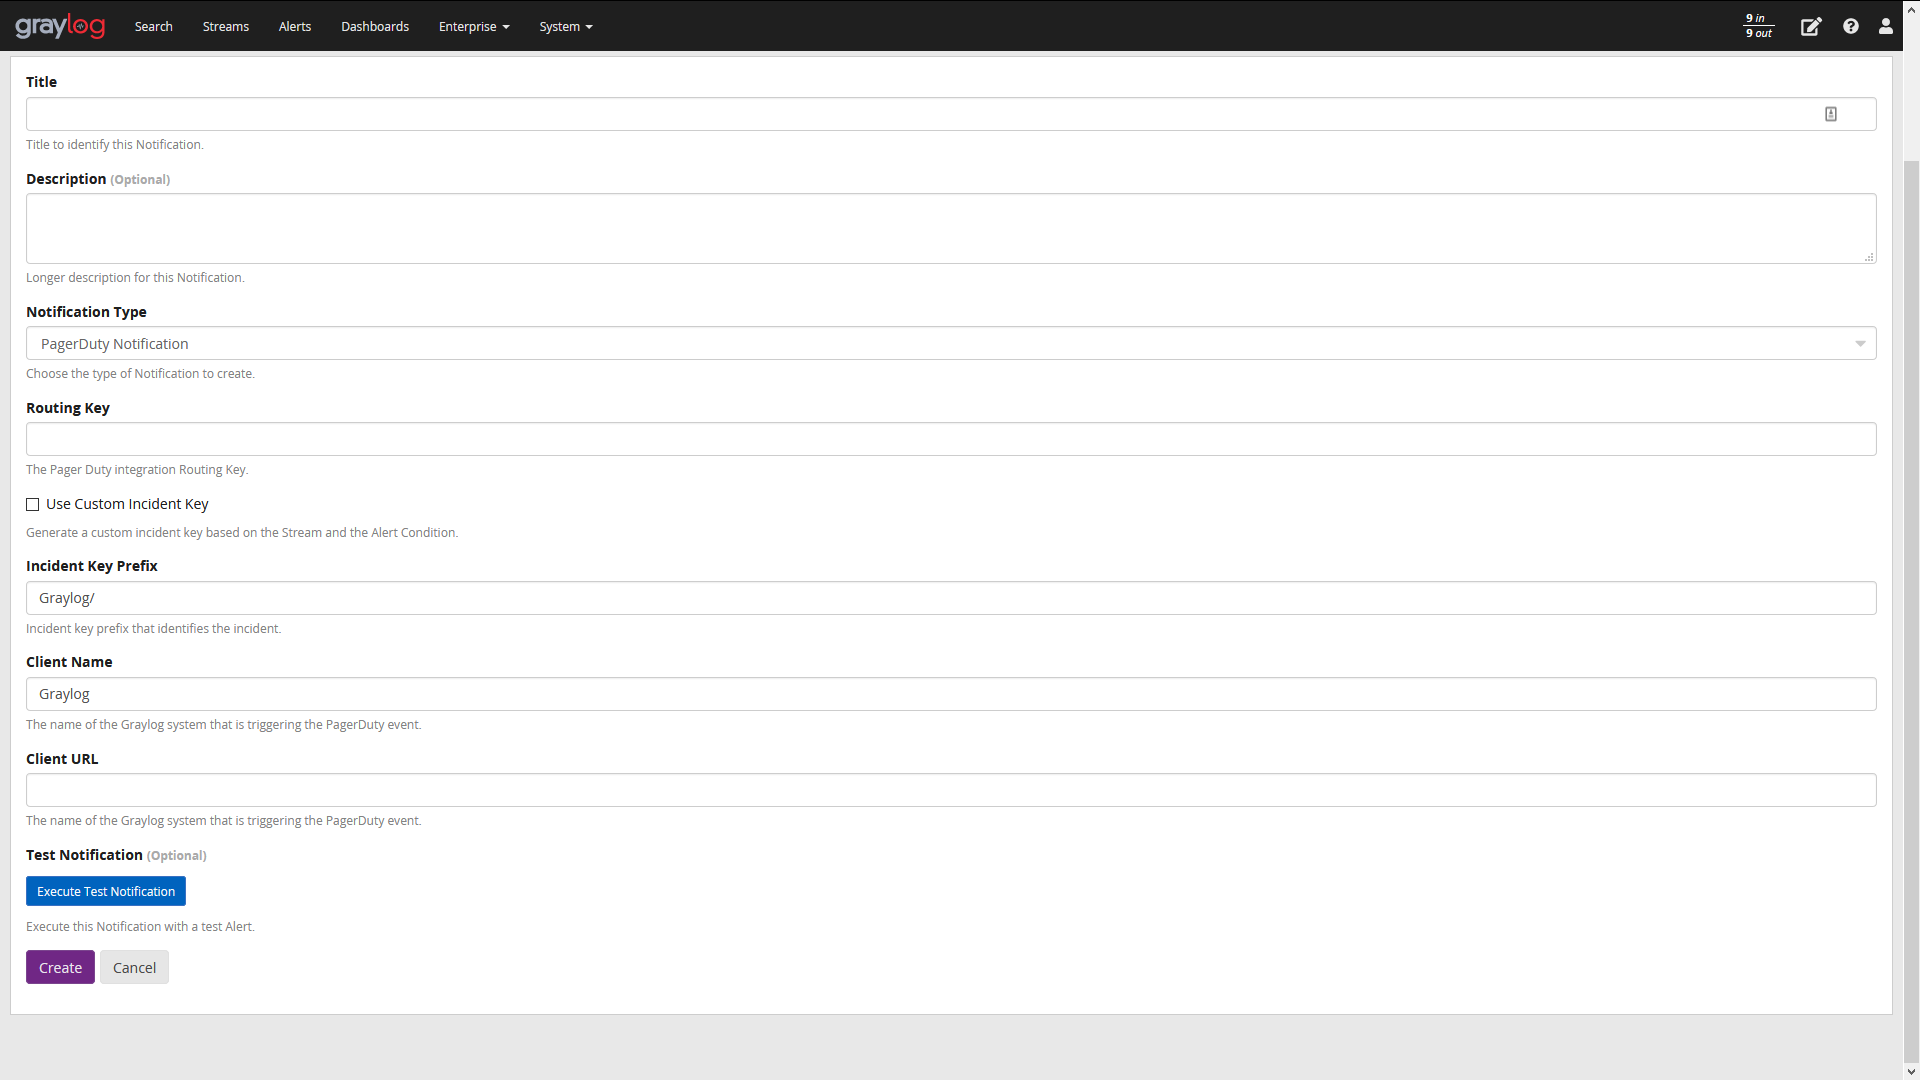 graylog Search Streams Alerts Dashboards Enterprise System 9 in
9 out
Title
Title to identify this Notification.
Description (Optional)
Longer description for this Notification.
Notification Type
PagerDuty Notification
Choose the type of Notification to create.
Routing Key
The Pager Duty integration Routing Key.
Use Custom Incident Key
Generate a custom incident key based on the Stream and the Alert Condition.
Incident Key Prefix
Graylog/
Incident key prefix that identifies the incident.
Client Name
Graylog
The name of the Graylog system that is triggering the PagerDuty event.
Client URL
The name of the Graylog system that is triggering the PagerDuty event.
Test Notification (Optional)
Execute Test Notification
Execute this Notification with a test Alert.
Create Cancel